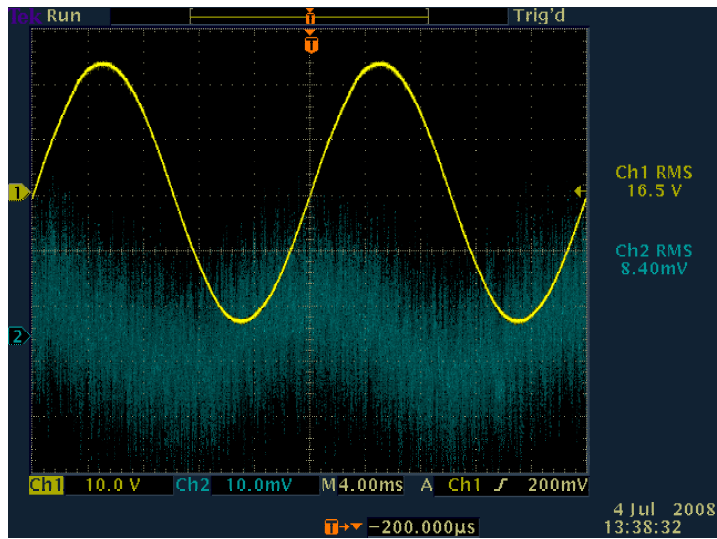 Tek Run Trig'd
T
T
1
Ch1 RMS
16.5 V
Ch2 RMS
8.40mV
2
Ch1 10.0 V Ch2 10.0mV M 4.00ms A Ch1 200mV
T -200.000µs
4 Jul 2008
13:38:32